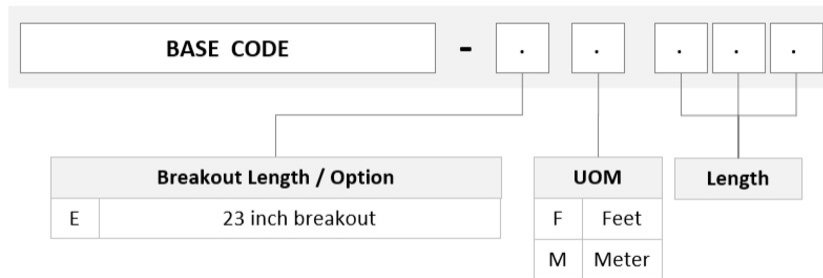 BASE CODE - . . . . .
Breakout Length / Option UOM Length
E 23 inch breakout F Feet
M Meter